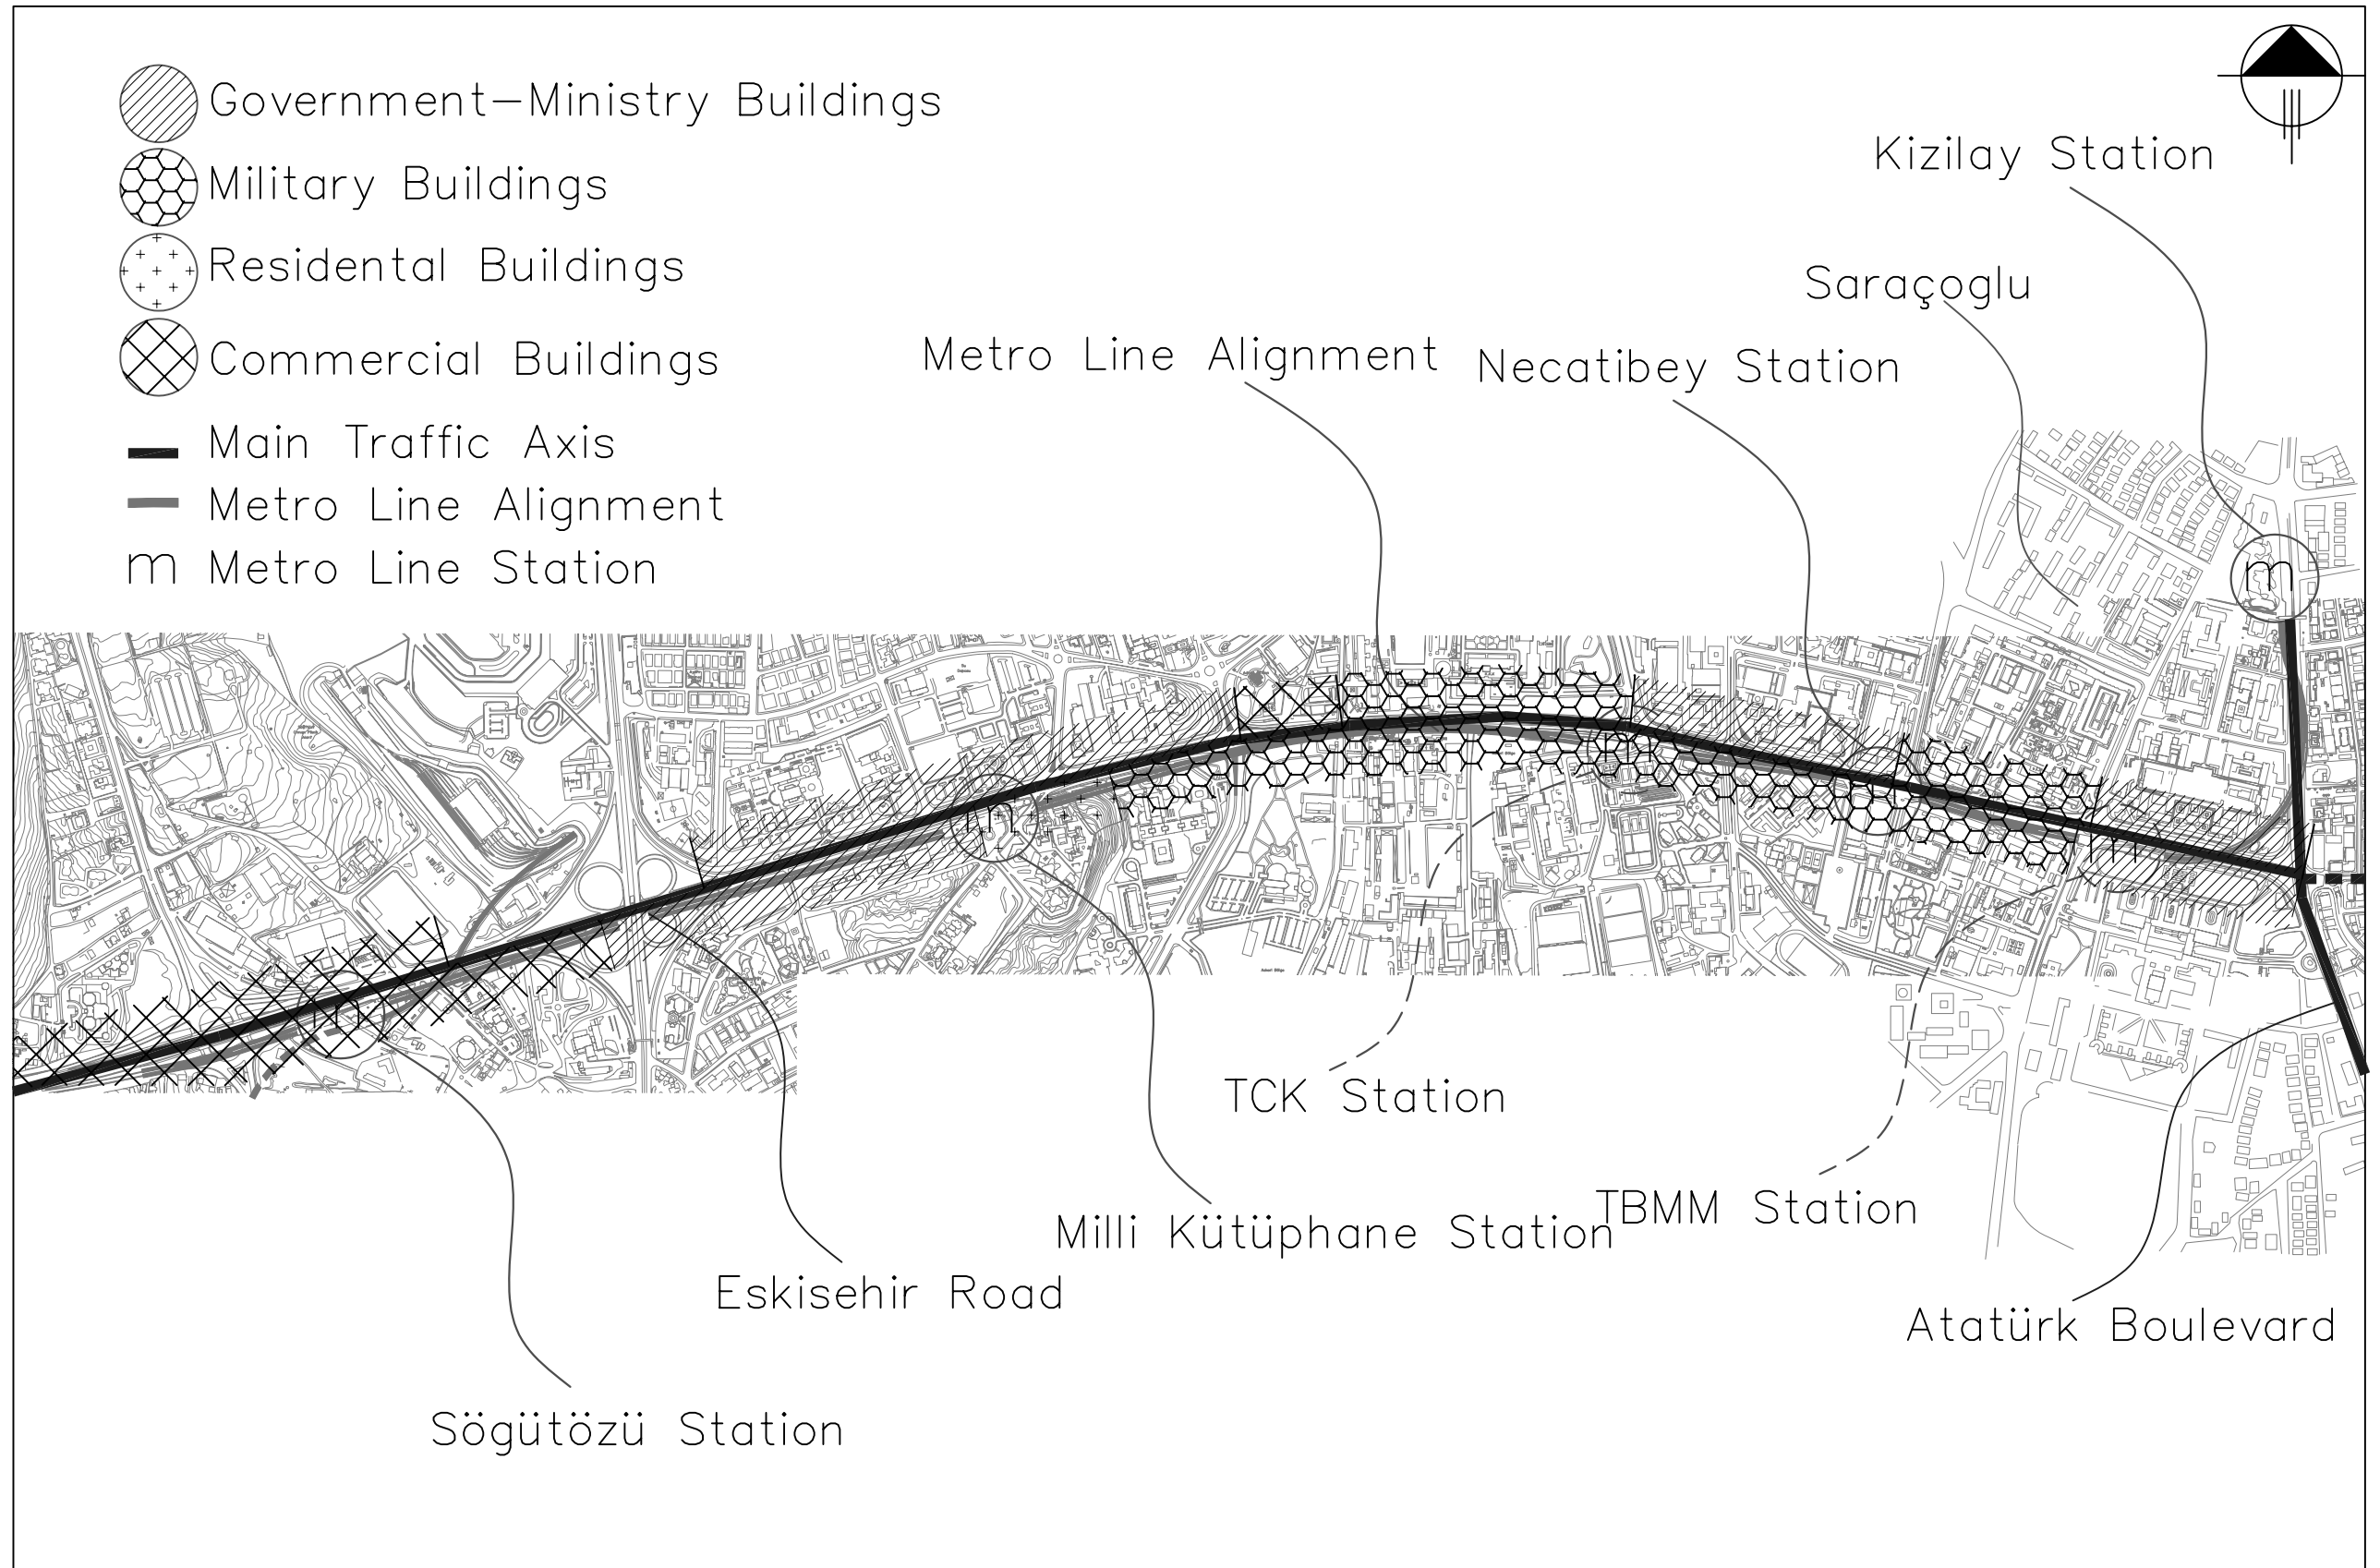 Government-Ministry Buildings
Military Buildings
Residental Buildings
Commercial Buildings
Main Traffic Axis
Metro Line Alignment
m Metro Line Station
Kizilay Station
Saraçoglu
Metro Line Alignment
Necatibey Station
m
m
m
m
m
m
TCK Station
Milli Kütüphane Station
TBMM Station
Eskisehir Road
Atatürk Boulevard
Sögütözü Station